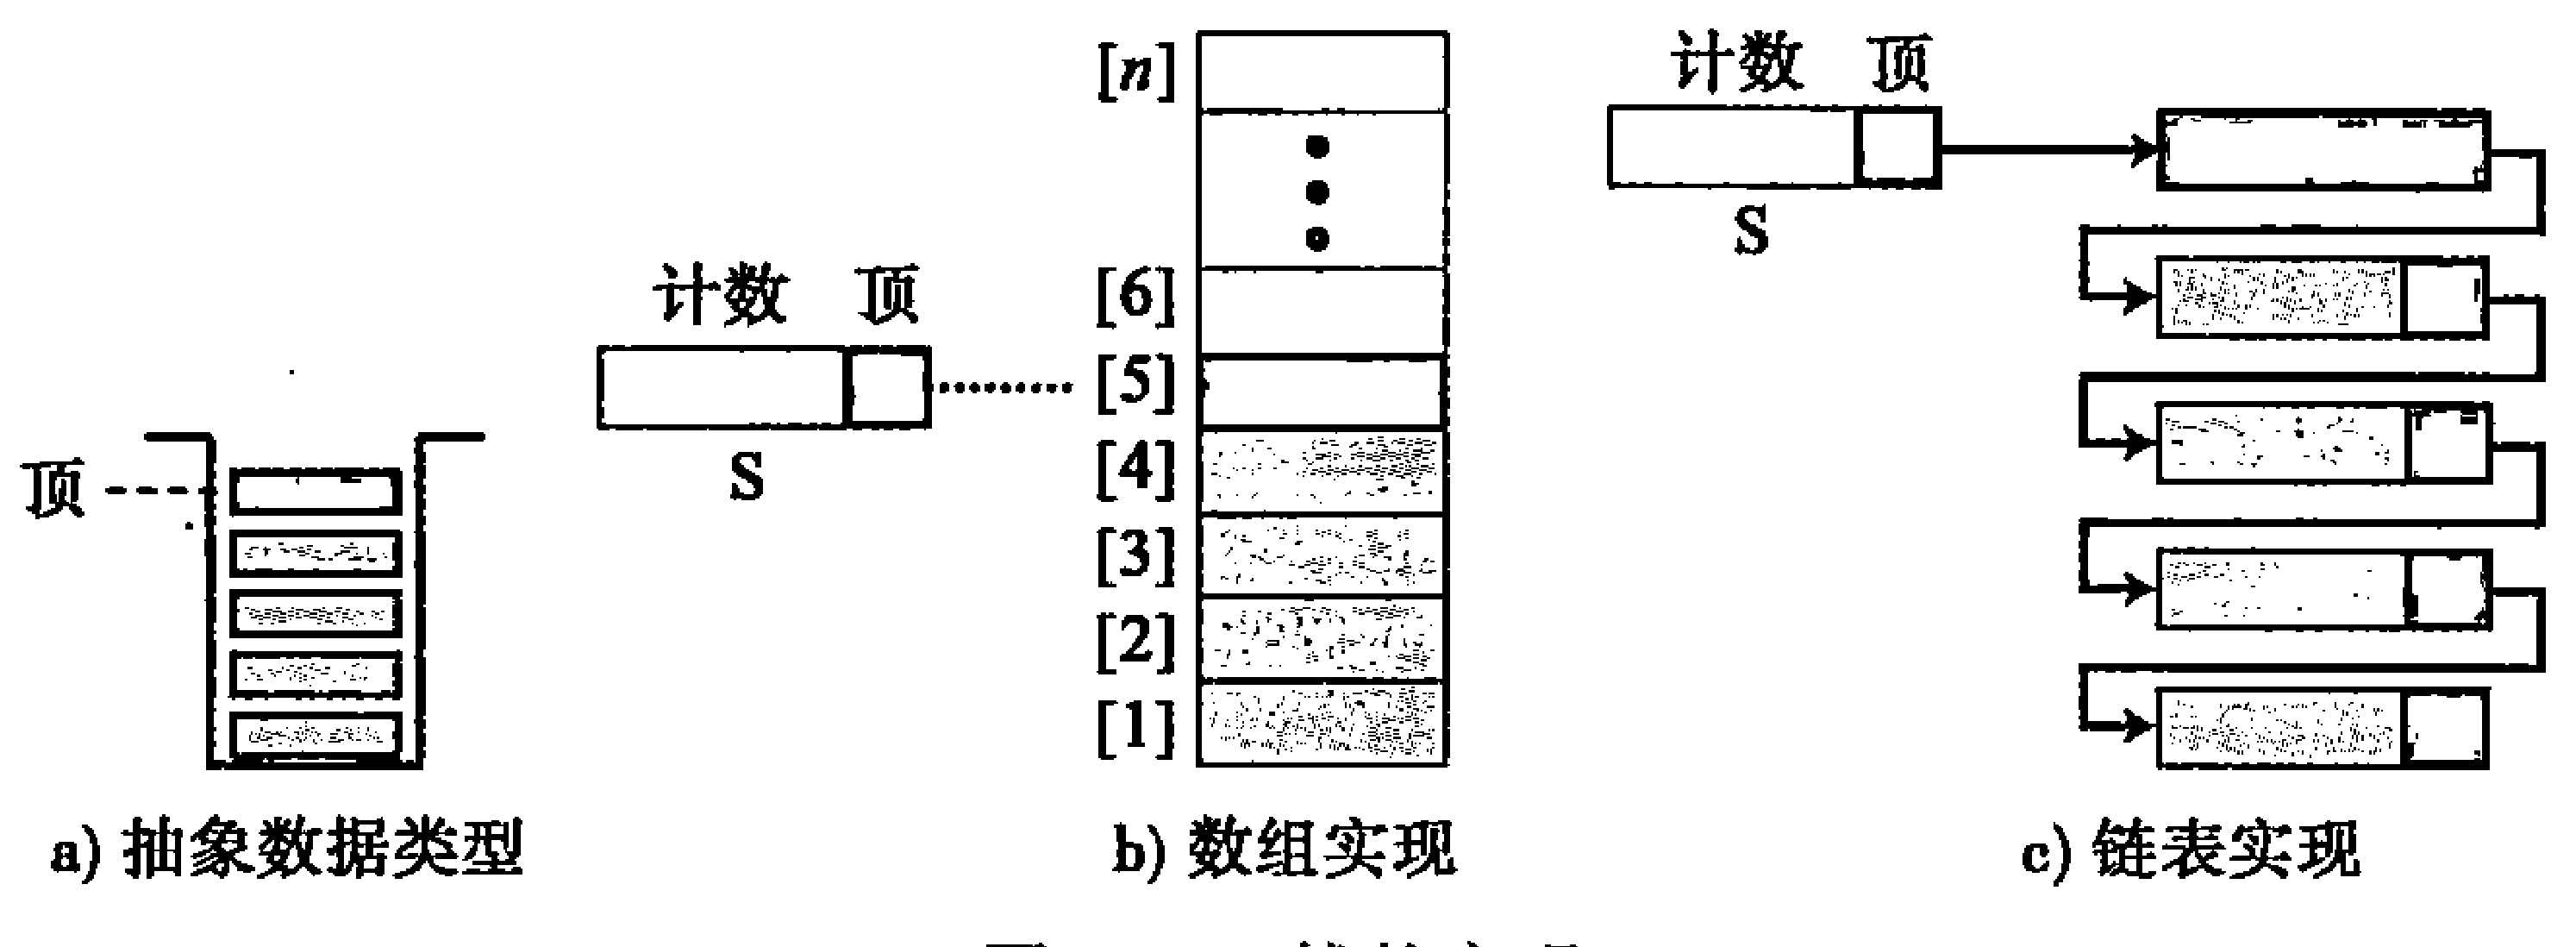 [n]
计数 顶
S
[6]
计数 顶
[5]
S
顶
[4]
[3]
[2]
[1]
a) 抽象数据类型
b) 数组实现
c) 链表实现